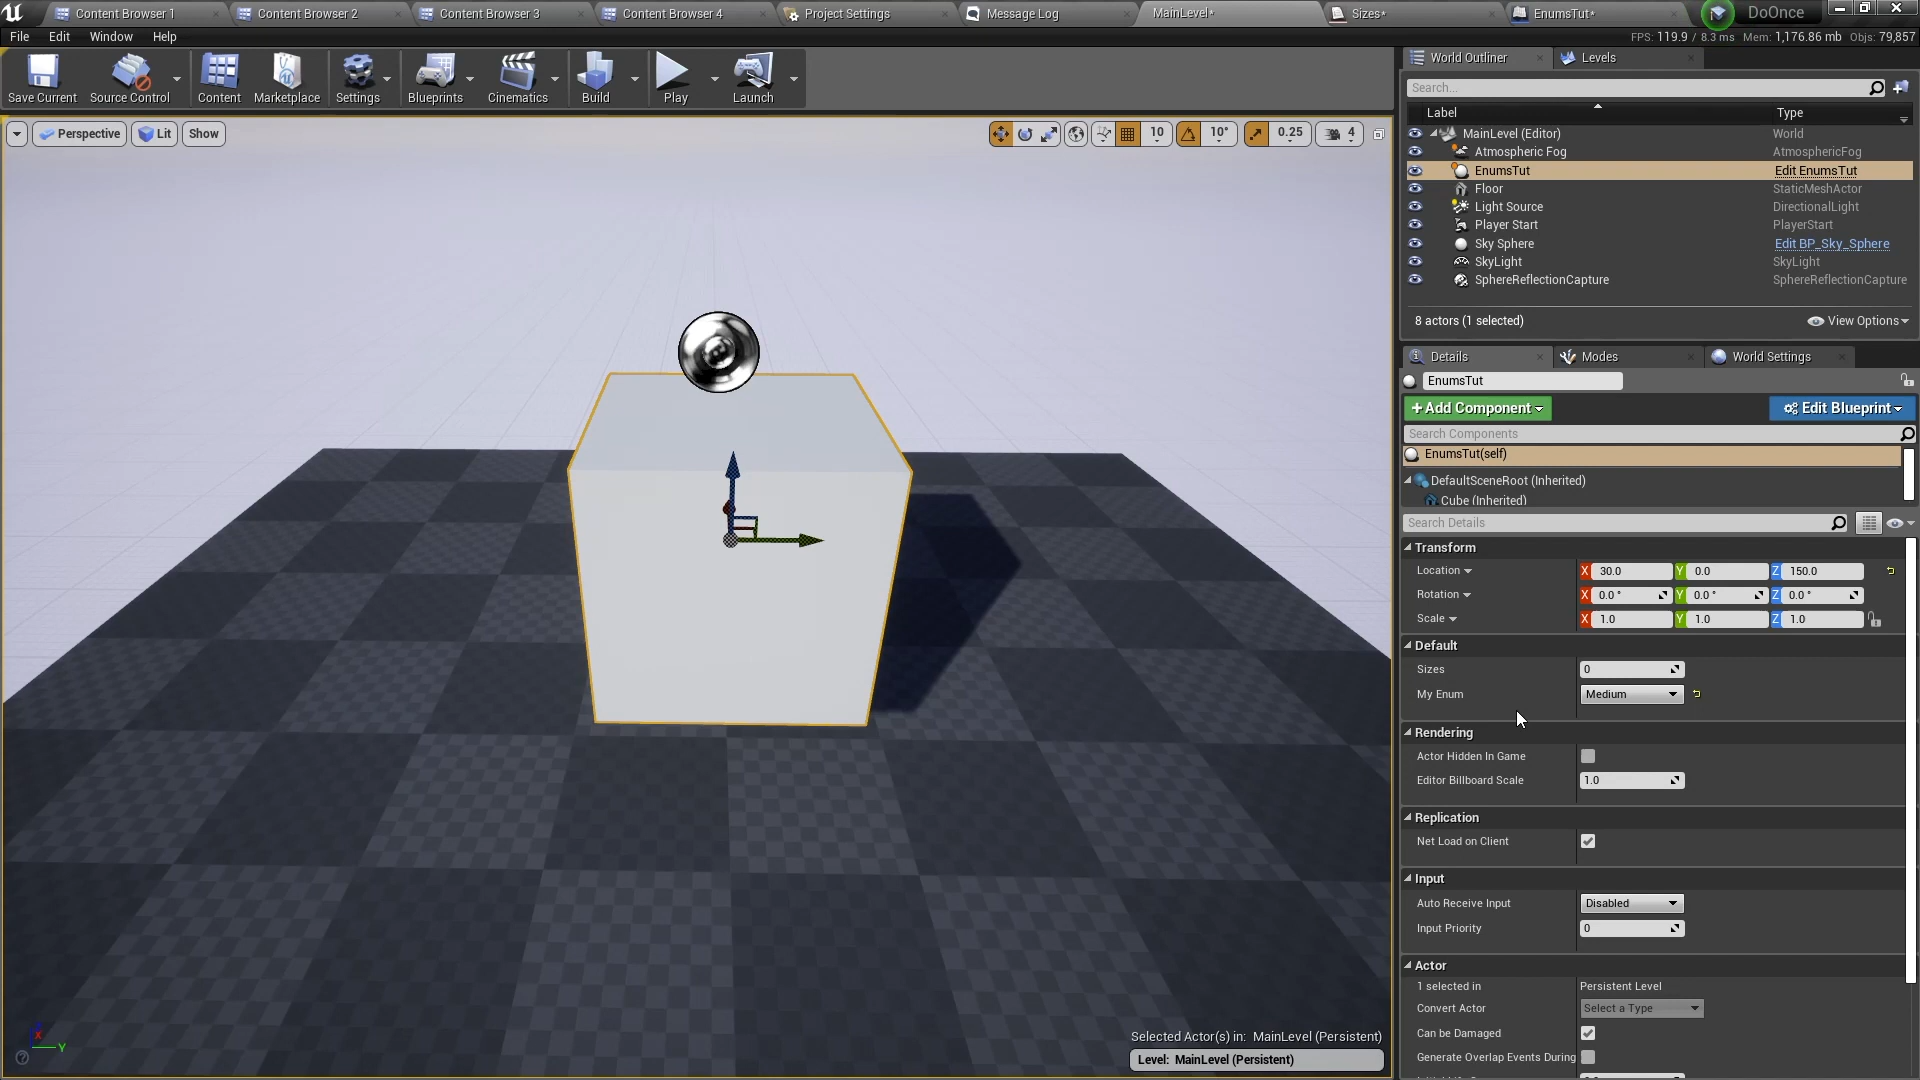 Content Browser 1
Content Browser 2
Content Browser 3
Content Browser 4
Project Settings
Message Log
MainLevel*
Sizes*
EnumsTut*
DoOnce
File Edit Window Help
FPS: 119.9 / 8.3 ms Mem: 1,176.86 mb Objs: 79,857
Save Current
Source Control
Content
Marketplace
Settings
Blueprints
Cinematics
Build
Play
Launch
Perspective Lit Show
10 10° 0.25 4
World Outliner
Levels
Search...
Label Type
MainLevel (Editor) World
Atmospheric Fog AtmosphericFog
EnumsTut Edit EnumsTut
Floor StaticMeshActor
Light Source DirectionalLight
Player Start PlayerStart
Sky Sphere Edit BP_Sky_Sphere
SkyLight SkyLight
SphereReflectionCapture SphereReflectionCapture
8 actors (1 selected) View Options
Details
Modes
World Settings
EnumsTut
+ Add Component Edit Blueprint
Search Components
EnumsTut(self)
DefaultSceneRoot (Inherited)
Cube (Inherited)
Search Details
Transform
Location X 30.0 Y 0.0 Z 150.0
Rotation X 0.0 ° Y 0.0 ° Z 0.0 °
Scale X 1.0 Y 1.0 Z 1.0
Default
Sizes 0
My Enum Medium
Rendering
Actor Hidden In Game
Editor Billboard Scale 1.0
Replication
Net Load on Client
Input
Auto Receive Input Disabled
Input Priority 0
Actor
1 selected in Persistent Level
Convert Actor Select a Type
Can be Damaged
Generate Overlap Events During
X
Y
Selected Actor(s) in: MainLevel (Persistent)
Level: MainLevel (Persistent)